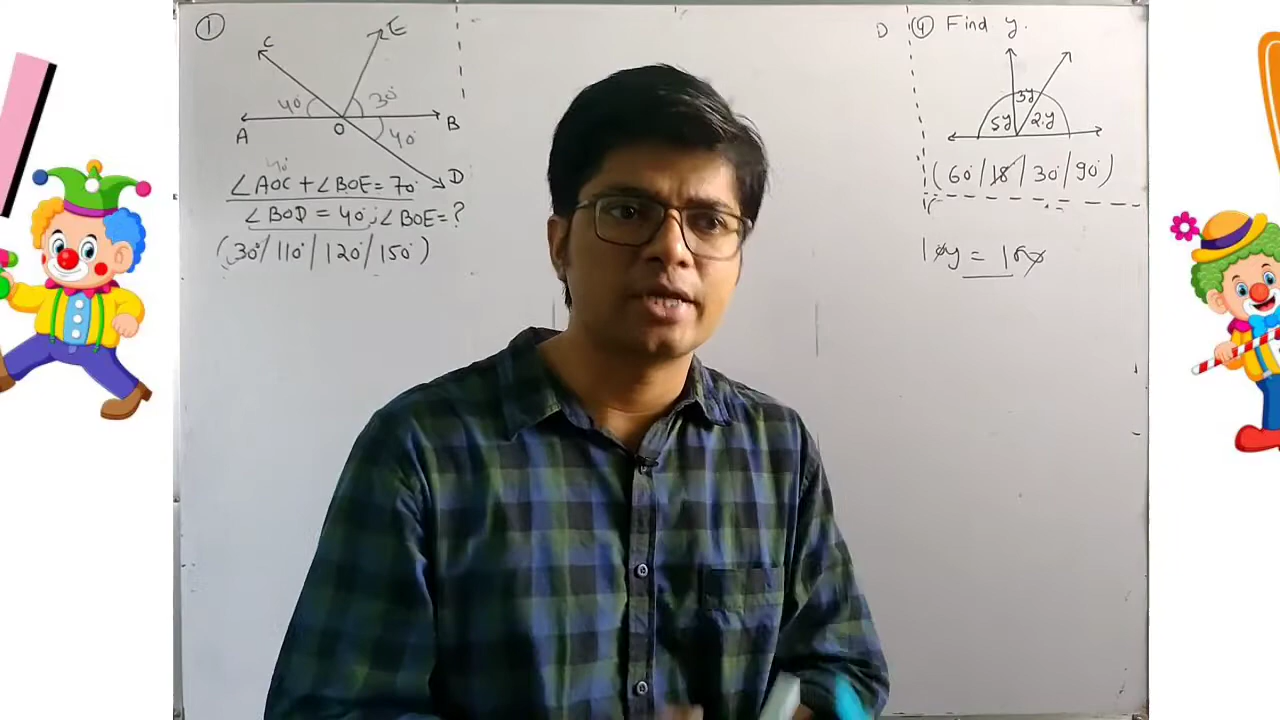 ①
C
E
40°
30°
A
O
B
40°
D
40°
∠AOC + ∠BOE = 70°
∠BOD = 40°; ∠BOE = ?
(30°/ 110°/ 120°/ 150°)
D
④ Find y.
3y
5y
2y
(60°/18/30°/90°)
10y = 180